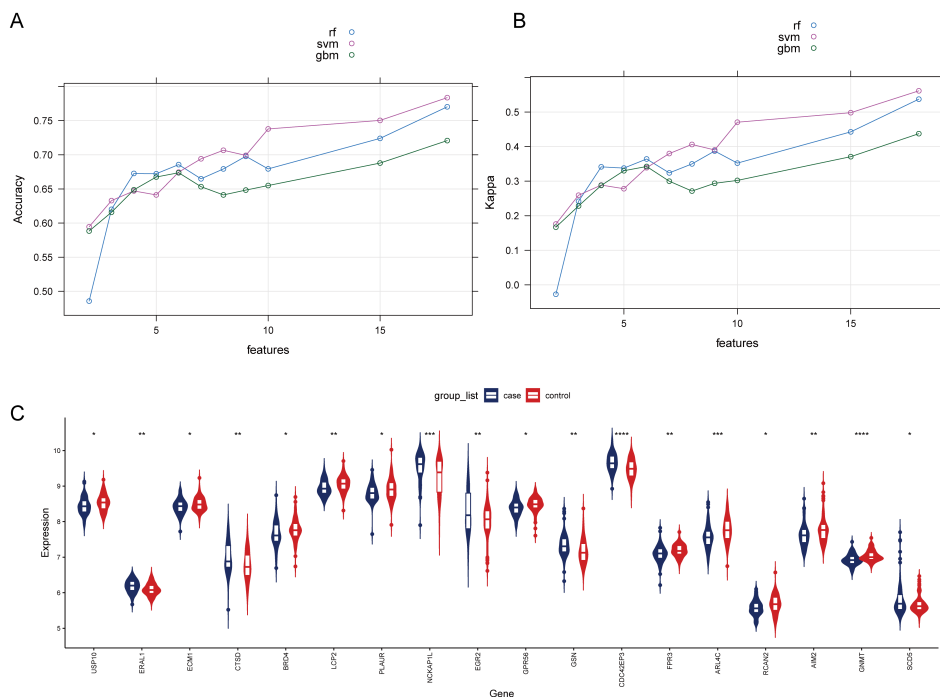 A
rf
svm
gbm
Accuracy
0.75
0.70
0.65
0.60
0.55
0.50
5
10
15
features
B
rf
svm
gbm
Kappa
0.5
0.4
0.3
0.2
0.1
0.0
5
10
15
features
C
group_list
case
control
Expression
10
9
8
7
6
5
*
**
*
**
*
**
*
***
**
*
**
****
**
***
*
**
****
*
USP10
ERAL1
ECM1
CTSD
BRD4
LCP2
PLAUR
NCKAP1L
EGR2
GPR56
GSN
CDC42EP3
FPR3
ARL4C
RCAN2
AIM2
GNMT
SCD5
Gene